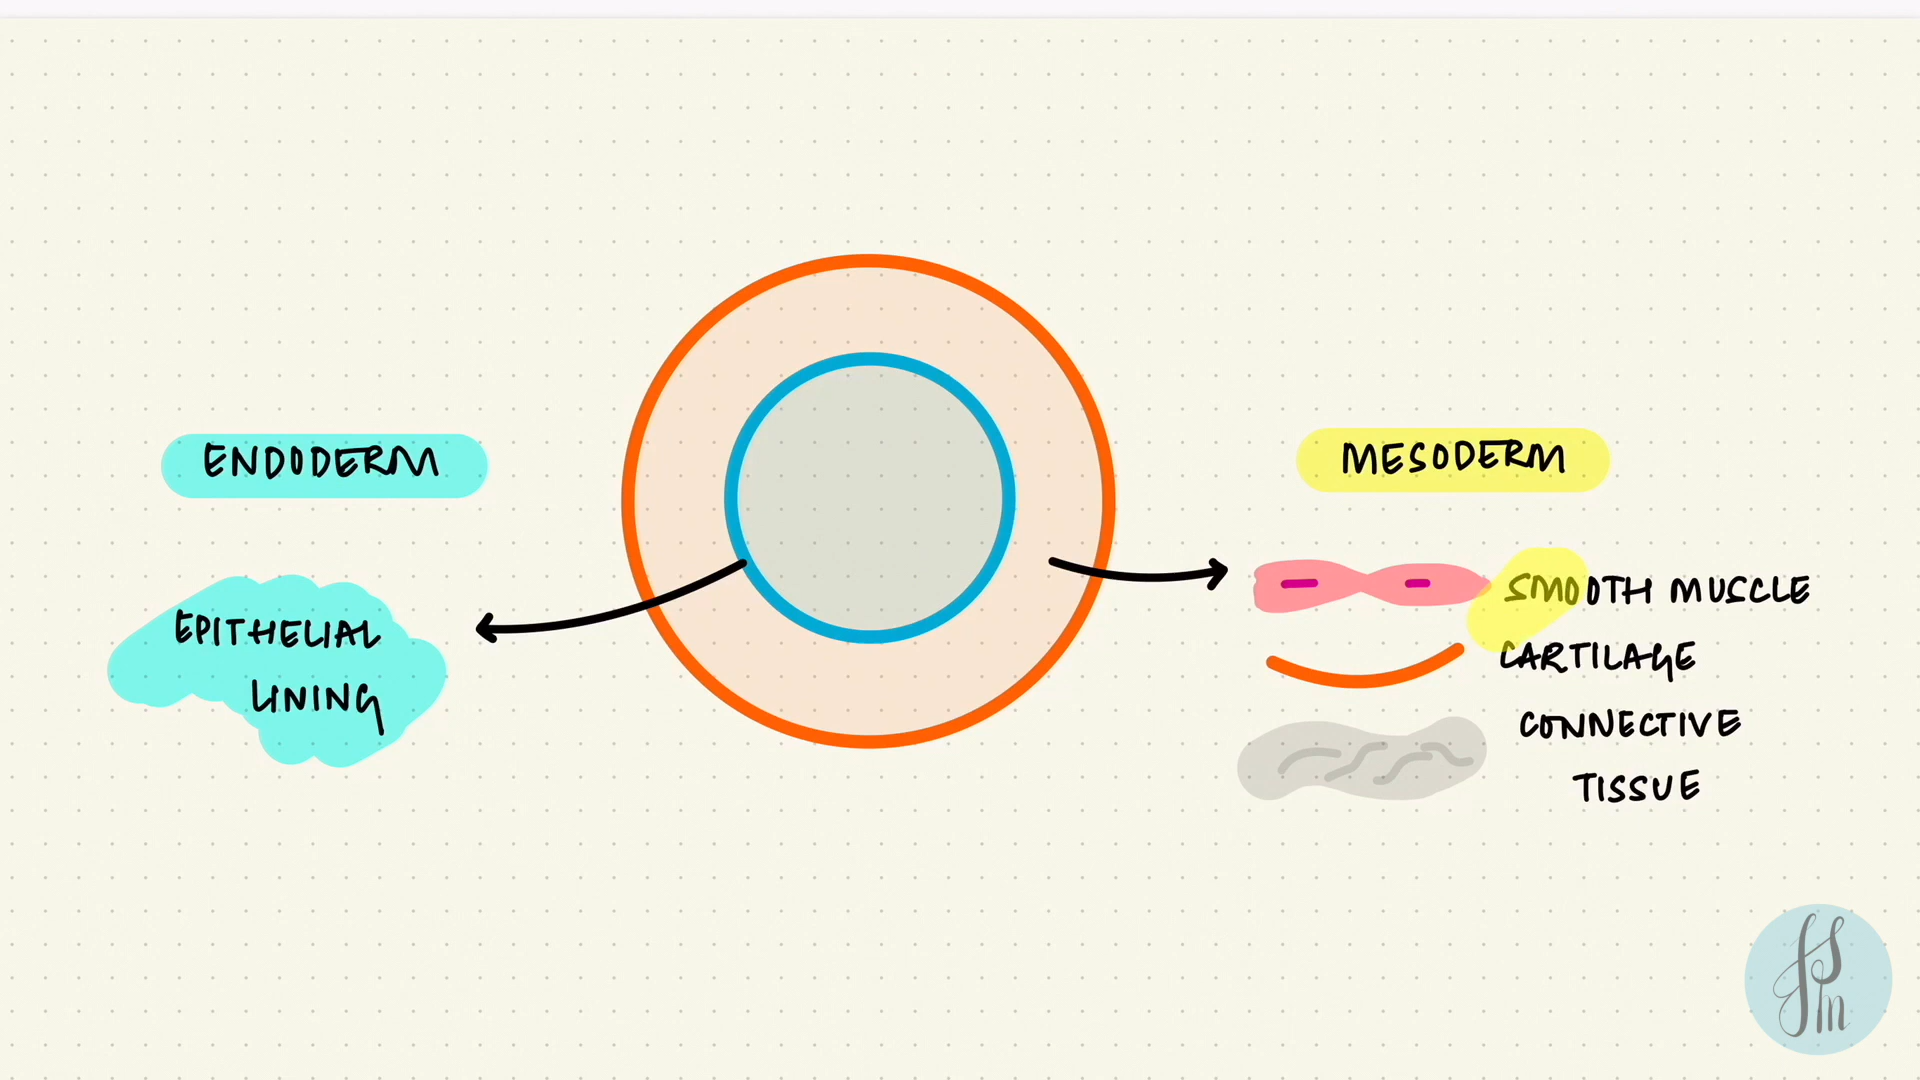 ENDODERM
EPITHELIAL
LINING
MESODERM
SMOOTH MUSCLE
CARTILAGE
CONNECTIVE
TISSUE